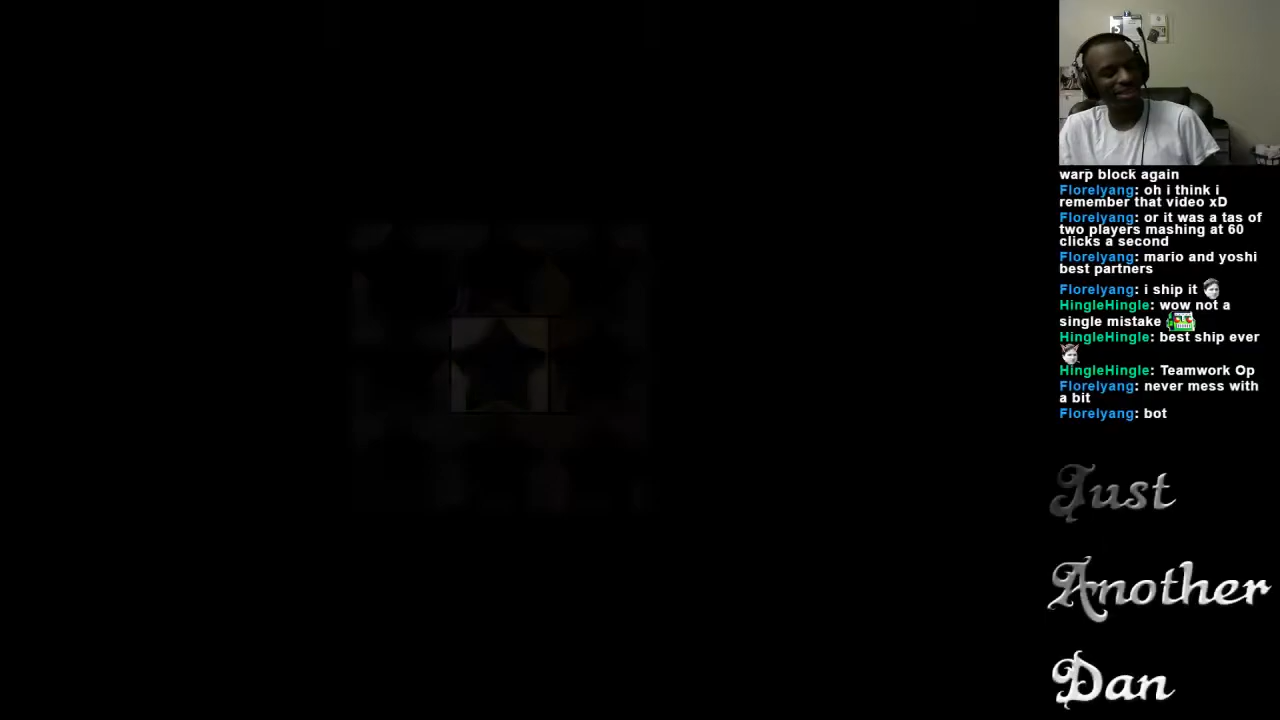 warp block again
Florelyang: oh i think i
remember that video xD
Florelyang: or it was a tas of
two players mashing at 60
clicks a second
Florelyang: mario and yoshi
best partners
Florelyang: i ship it
HingleHingle: wow not a
single mistake
HingleHingle: best ship ever
HingleHingle: Teamwork Op
Florelyang: never mess with
a bit
Florelyang: bot
Just
Another
Dan